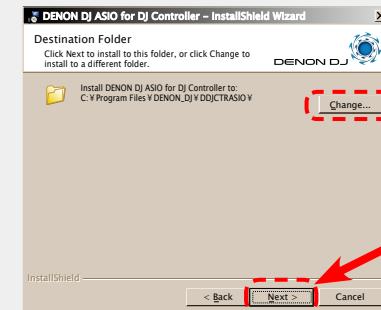 DENON DJ ASIO for DJ Controller – InstallShield Wizard
Destination Folder
Click Next to install to this folder, or click Change to
install to a different folder.
DENON DJ
Install DENON DJ ASIO for DJ Controller to:
C:¥Program Files¥DENON_DJ¥DDJCTRASIO¥
Change...
InstallShield
< Back
Next >
Cancel